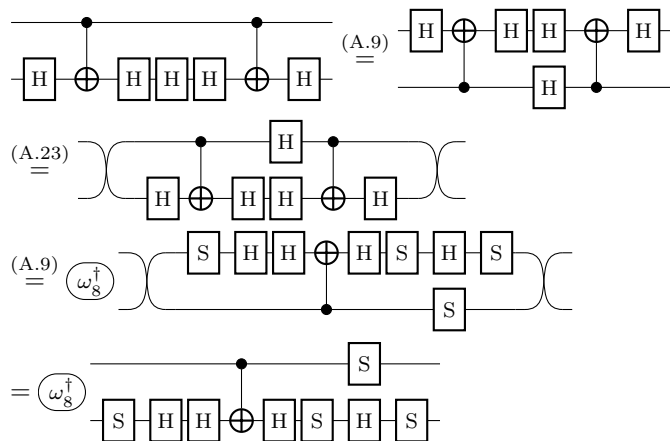 H H H H H (A.9) = H H H H H
(A.23) = H H H H H
(A.9) = ω₈† S H H H S H S S
= ω₈† S S H H H S H S